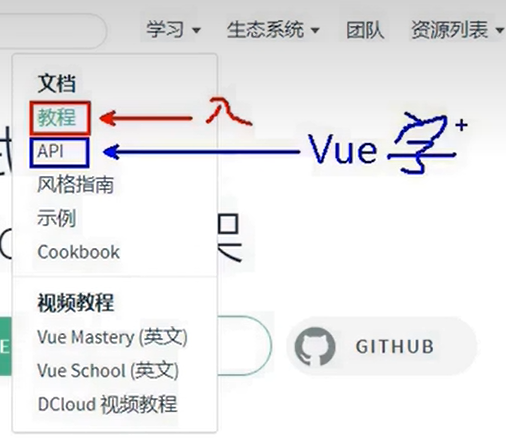 学习 生态系统 团队 资源列表
文档
教程 入
API Vue 字+
风格指南
示例
Cookbook
架
视频教程
Vue Mastery (英文)
Vue School (英文)
DCloud 视频教程
E
GITHUB